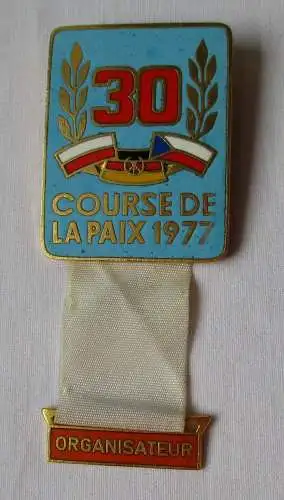 30
COURSE DE
LA PAIX 1977
ORGANISATEUR